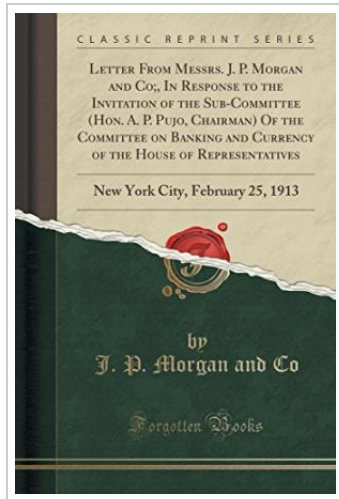 CLASSIC REPRINT SERIES
LETTER FROM MESSRS. J. P. MORGAN
AND CO;, IN RESPONSE TO THE
INVITATION OF THE SUB-COMMITTEE
(HON. A. P. PUJO, CHAIRMAN) OF THE
COMMITTEE ON BANKING AND CURRENCY
OF THE HOUSE OF REPRESENTATIVES
New York City, February 25, 1913
F
by
J. P. Morgan and Co
Forgotten Books